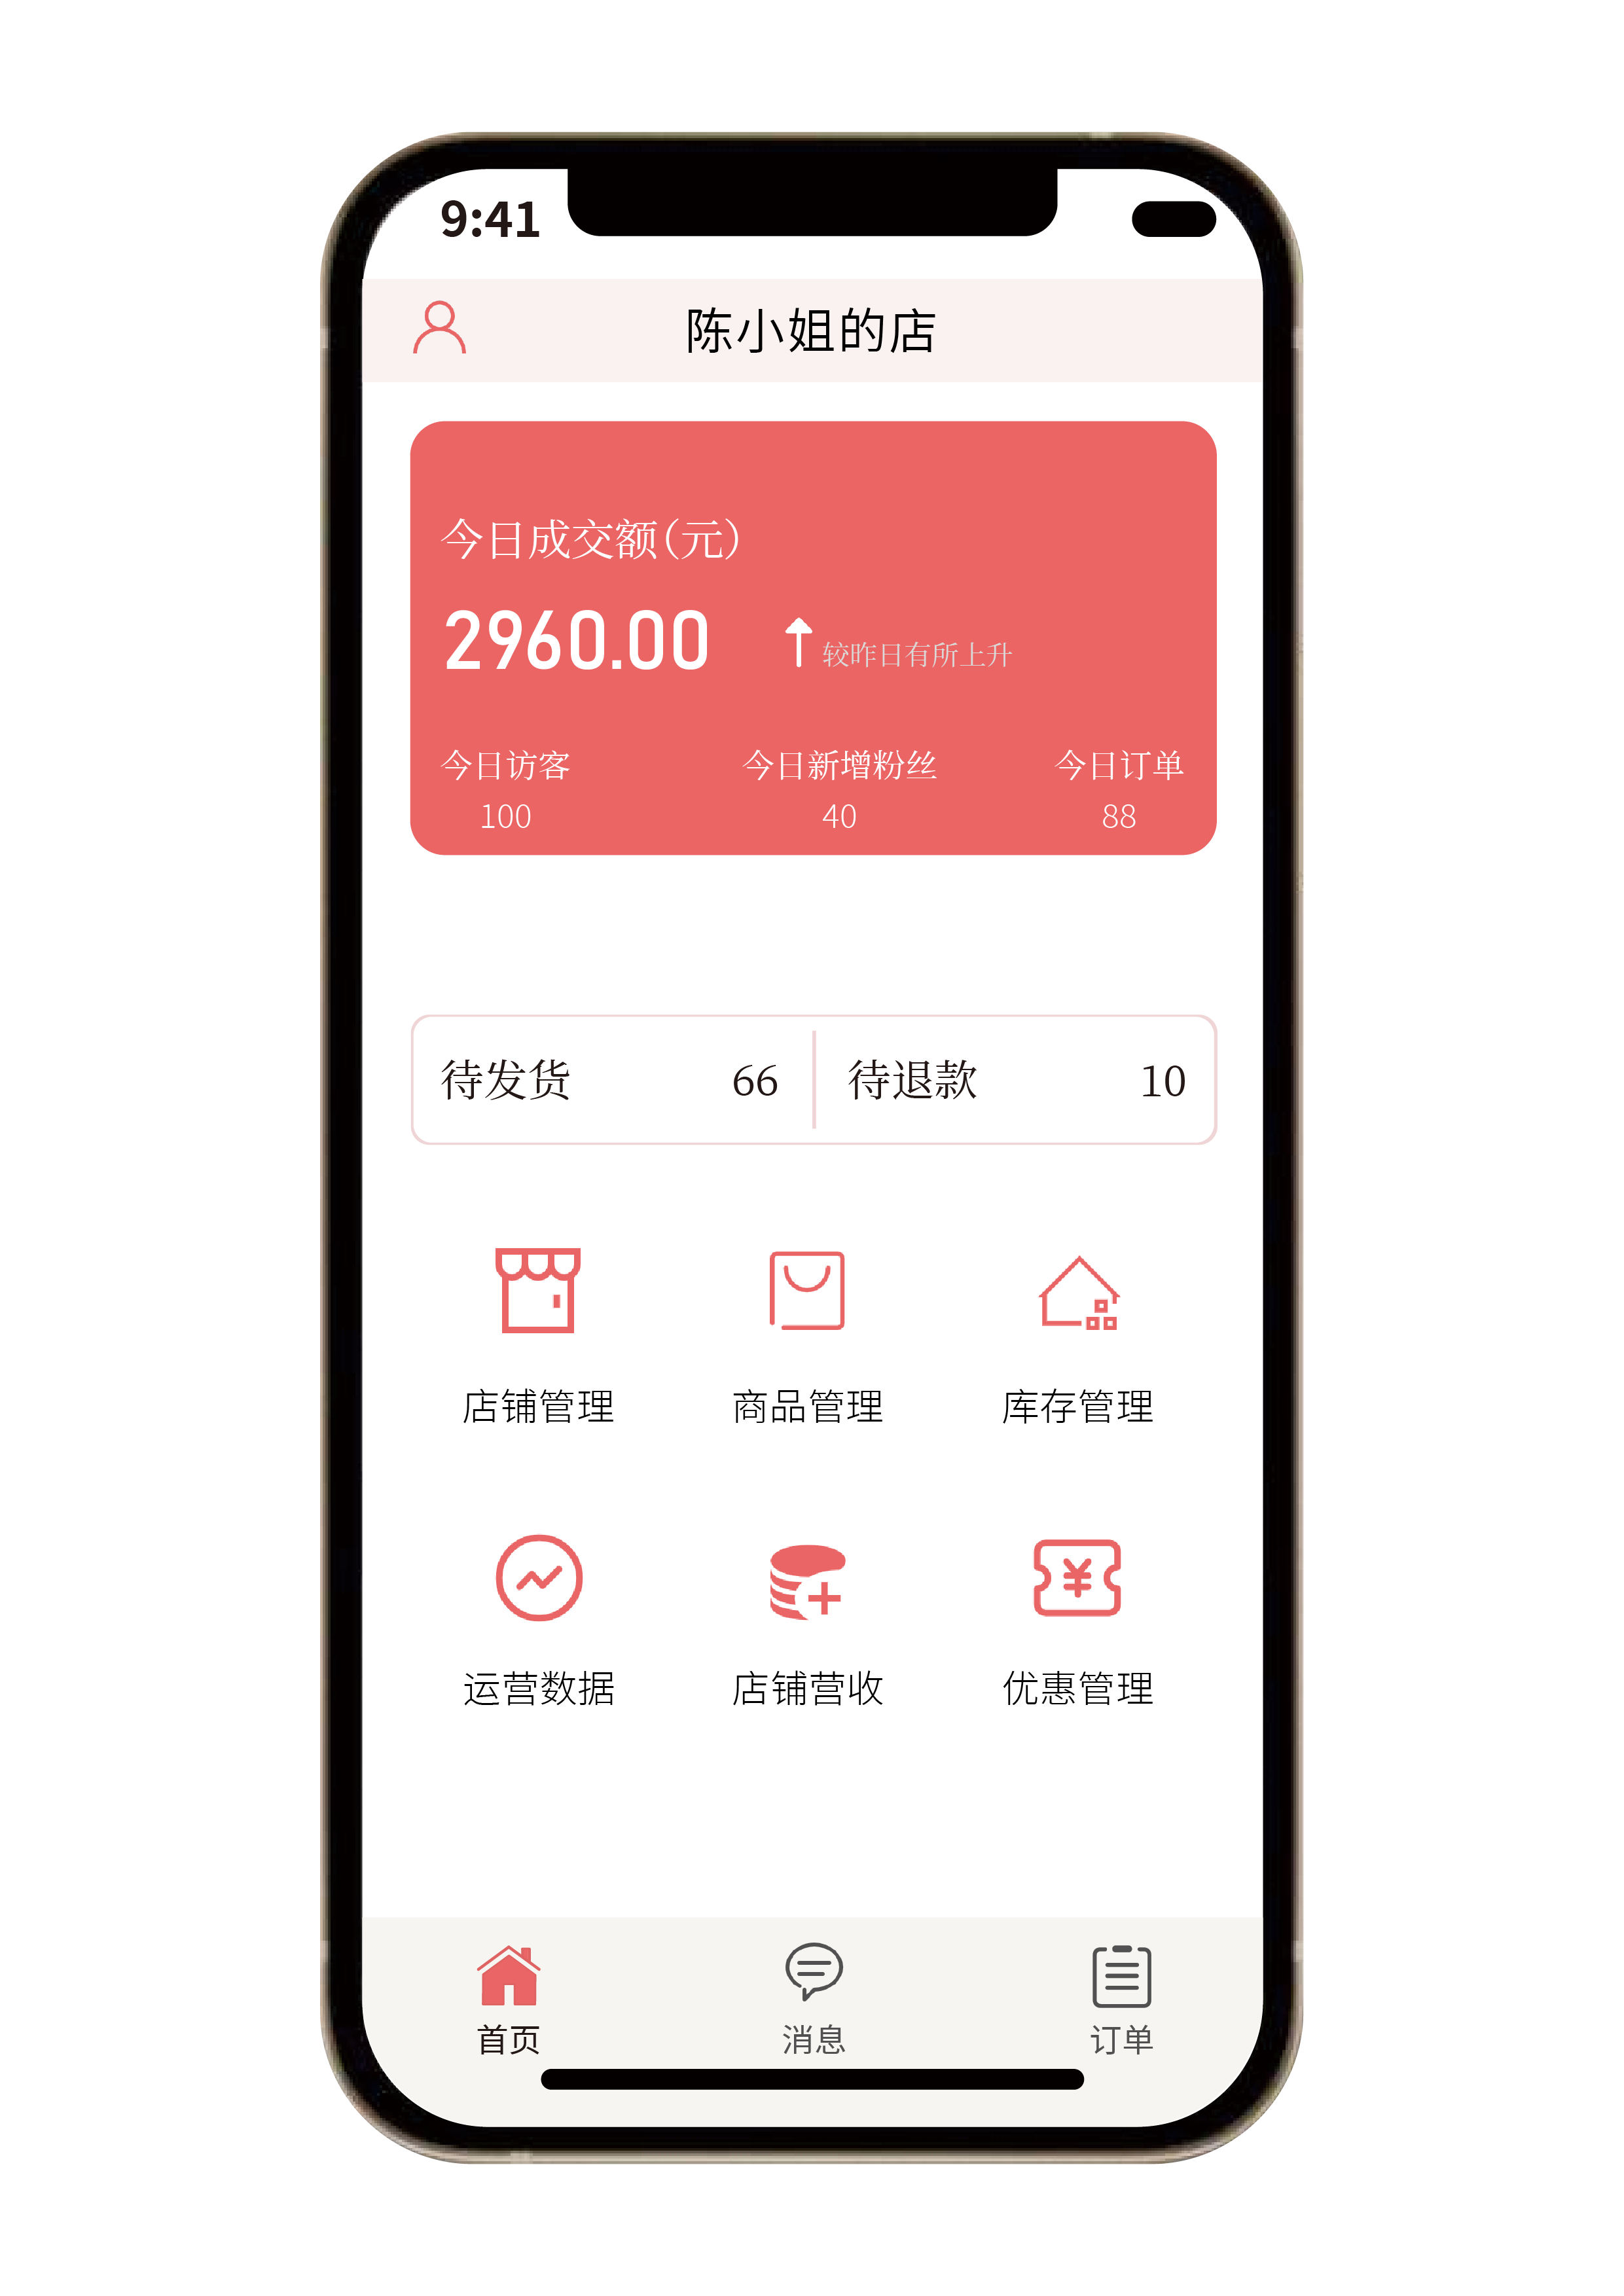 9:41
陈小姐的店
今日成交额(元)
2960.00
较昨日有所上升
今日访客 今日新增粉丝 今日订单
100 40 88
待发货 66 待退款 10
店铺管理 商品管理 库存管理
¥
运营数据 店铺营收 优惠管理
首页 消息 订单